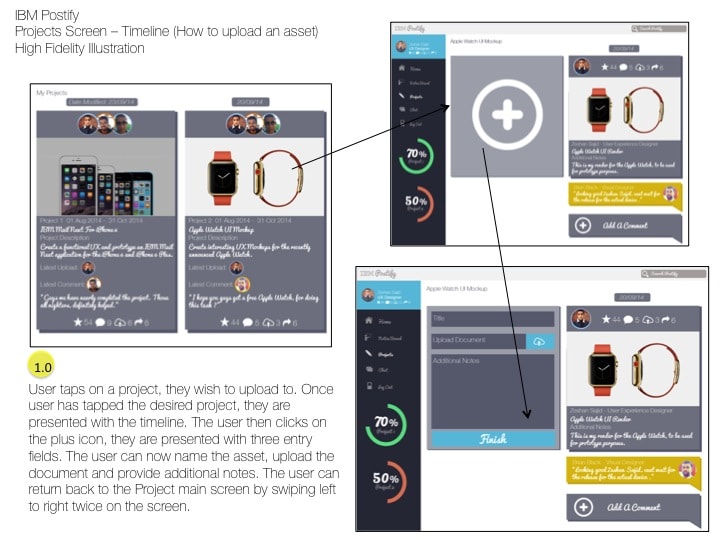 IBM Postify
Projects Screen – Timeline (How to upload an asset)
High Fidelity Illustration
My Projects
Date Modified: 23/09/14
20/09/14
Project 1: 01 Aug 2014 - 31 Oct 2014
IBM Mail Next For iPhones
Project Description
Create a functional UX and prototype an IBM Mail
Next application for the iPhone 6 and iPhone 6 Plus.
Latest Upload:
Latest Comment:
"Guys we have nearly completed the project. These
all nighters, definitely helped."
54 9 6 6
Project 2: 01 Aug 2014 - 31 Oct 2014
Apple Watch UI Mockup
Project Description
Create interesting UX Mockups for the recently
announced Apple Watch.
Latest Upload:
Latest Comment:
"I hope you guys get a free Apple Watch, for doing
this task ?"
44 5 3 6
1.0
User taps on a project, they wish to upload to. Once
user has tapped the desired project, they are
presented with the timeline. The user then clicks on
the plus icon, they are presented with three entry
fields. The user can now name the asset, upload the
document and provide additional notes. The user can
return back to the Project main screen by swiping left
to right twice on the screen.
IBM Postify
Search Postify
Zeshan Sajid
UX Designer
Home
Projects
Chat
Log Out
70%
Project 1
50%
Project 2
Apple Watch UI Mockup
20/09/14
44 5 3 6
Zeshan Sajid - User Experience Designer
Apple Watch UI Render
Additional Notes
This is my render for the Apple Watch, to be used
for prototype purposes.
Brian Black - Visual Designer
"Looking good Zeshan Sajid, cant wait for
the release for the actual device."
Add A Comment
IBM Postify
Search Postify
Zeshan Sajid
UX Designer
Home
Projects
Chat
Log Out
70%
Project 1
50%
Project 2
Apple Watch UI Mockup
Title
Upload Document
Additional Notes
Finish
20/09/14
44 5 3 6
Zeshan Sajid - User Experience Designer
Apple Watch UI Render
Additional Notes
This is my render for the Apple Watch, to be used
for prototype purposes.
Brian Black - Visual Designer
"Looking good Zeshan Sajid, cant wait for
the release for the actual device."
Add A Comment